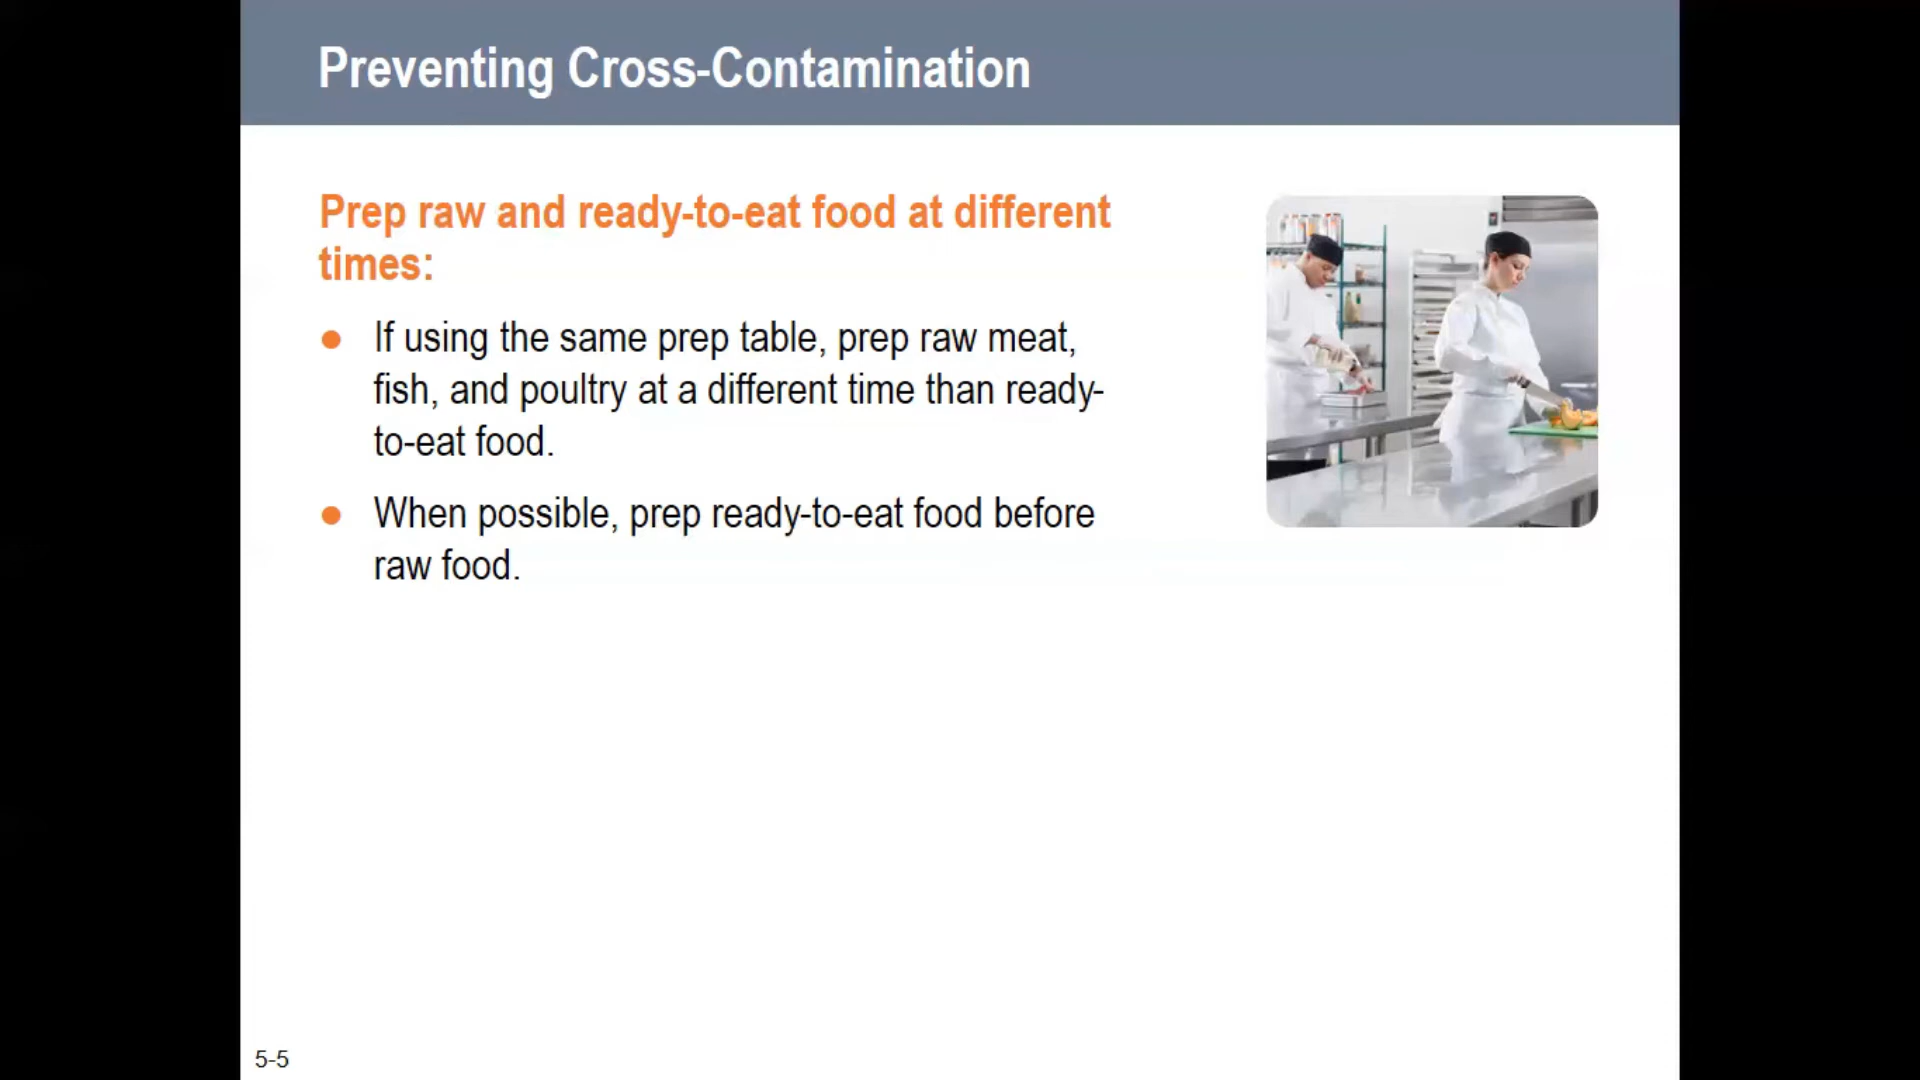 Preventing Cross-Contamination
Prep raw and ready-to-eat food at different
times:
● If using the same prep table, prep raw meat,
fish, and poultry at a different time than ready-
to-eat food.
● When possible, prep ready-to-eat food before
raw food.
5-5